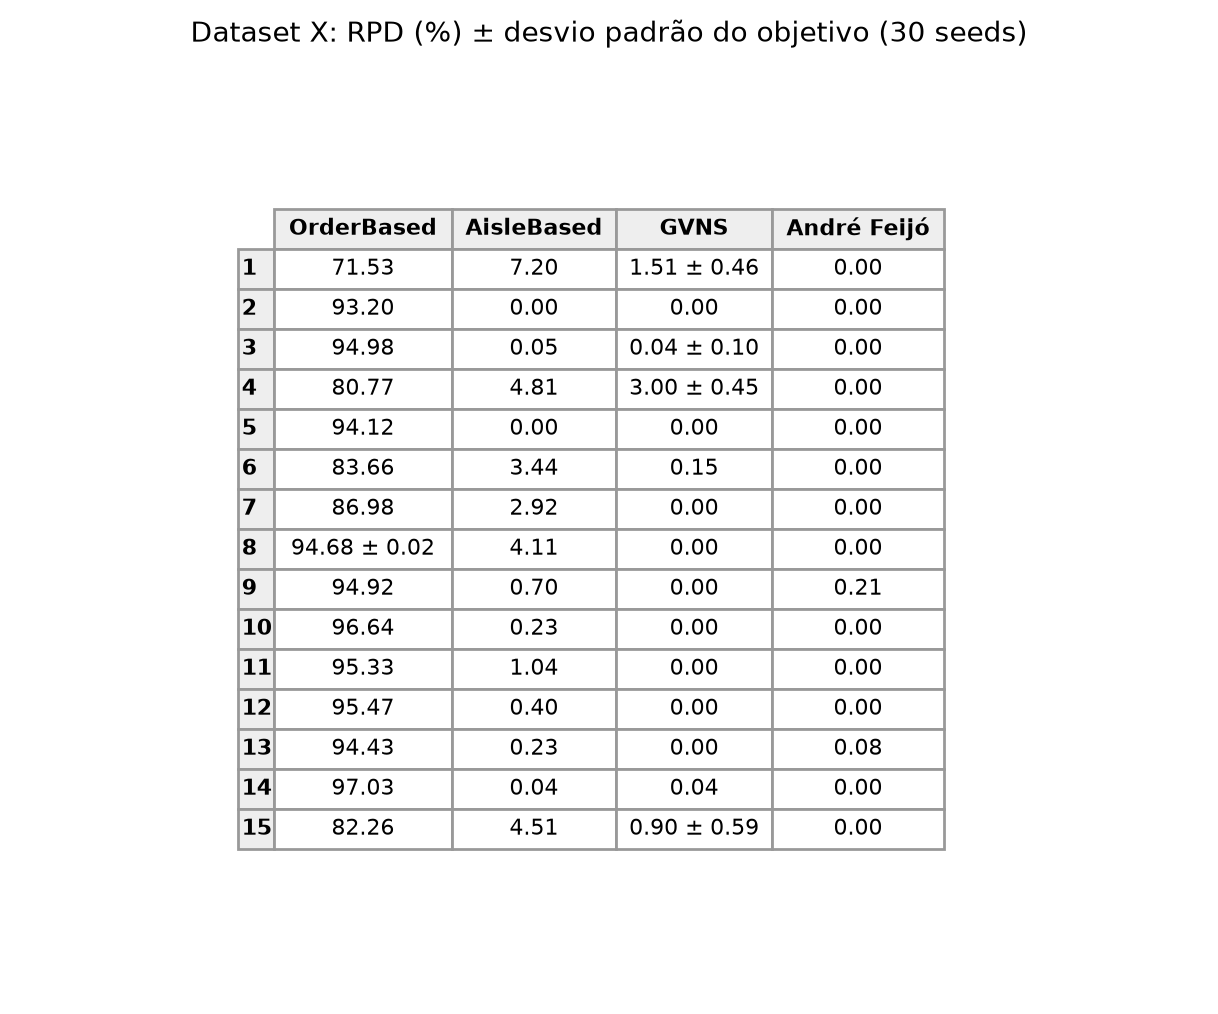 Dataset X: RPD (%) ± desvio padrão do objetivo (30 seeds)
OrderBased AisleBased GVNS André Feijó
1 71.53 7.20 1.51 ± 0.46 0.00
2 93.20 0.00 0.00 0.00
3 94.98 0.05 0.04 ± 0.10 0.00
4 80.77 4.81 3.00 ± 0.45 0.00
5 94.12 0.00 0.00 0.00
6 83.66 3.44 0.15 0.00
7 86.98 2.92 0.00 0.00
8 94.68 ± 0.02 4.11 0.00 0.00
9 94.92 0.70 0.00 0.21
10 96.64 0.23 0.00 0.00
11 95.33 1.04 0.00 0.00
12 95.47 0.40 0.00 0.00
13 94.43 0.23 0.00 0.08
14 97.03 0.04 0.04 0.00
15 82.26 4.51 0.90 ± 0.59 0.00